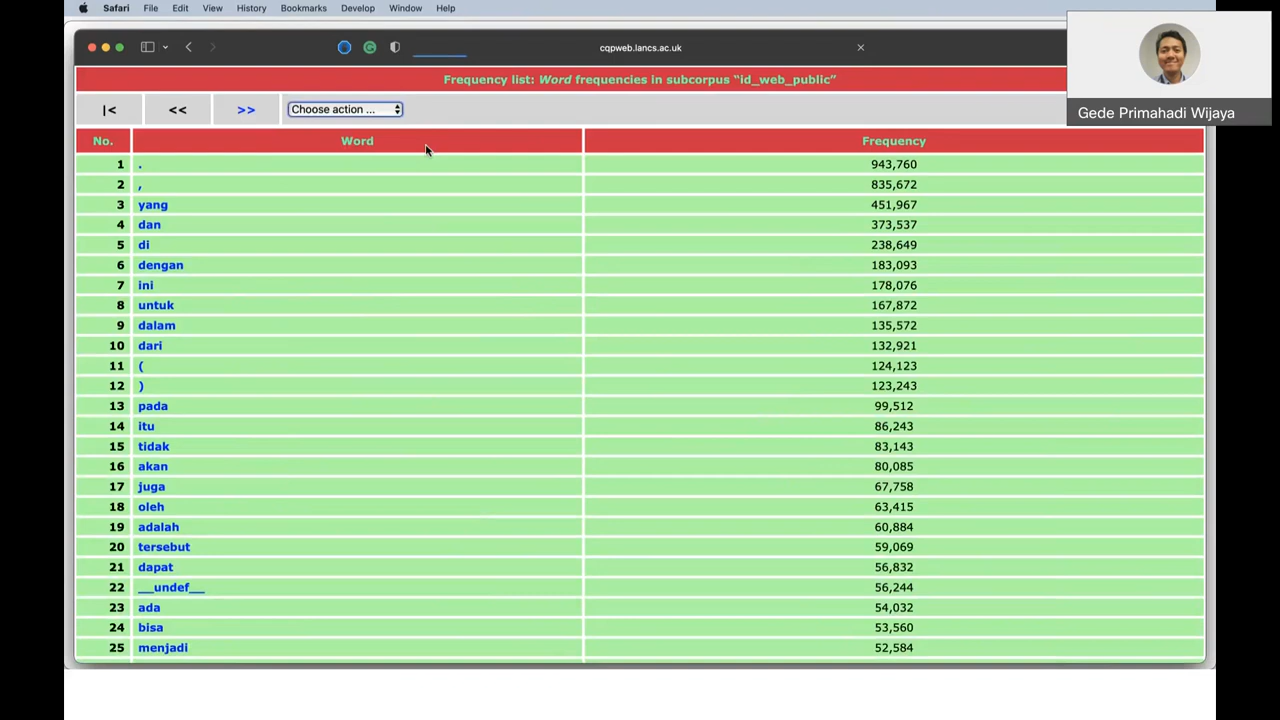 Safari File Edit View History Bookmarks Develop Window Help
cqpweb.lancs.ac.uk
Gede Primahadi Wijaya
Frequency list: Word frequencies in subcorpus “id_web_public”
|< << >> Choose action ...
No. Word Frequency
1 . 943,760
2 , 835,672
3 yang 451,967
4 dan 373,537
5 di 238,649
6 dengan 183,093
7 ini 178,076
8 untuk 167,872
9 dalam 135,572
10 dari 132,921
11 ( 124,123
12 ) 123,243
13 pada 99,512
14 itu 86,243
15 tidak 83,143
16 akan 80,085
17 juga 67,758
18 oleh 63,415
19 adalah 60,884
20 tersebut 59,069
21 dapat 56,832
22 __undef__ 56,244
23 ada 54,032
24 bisa 53,560
25 menjadi 52,584